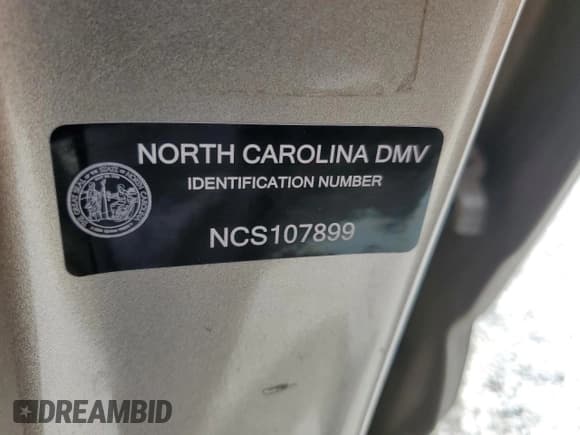 NORTH CAROLINA DMV
IDENTIFICATION NUMBER
NCS107899
DREAMBID